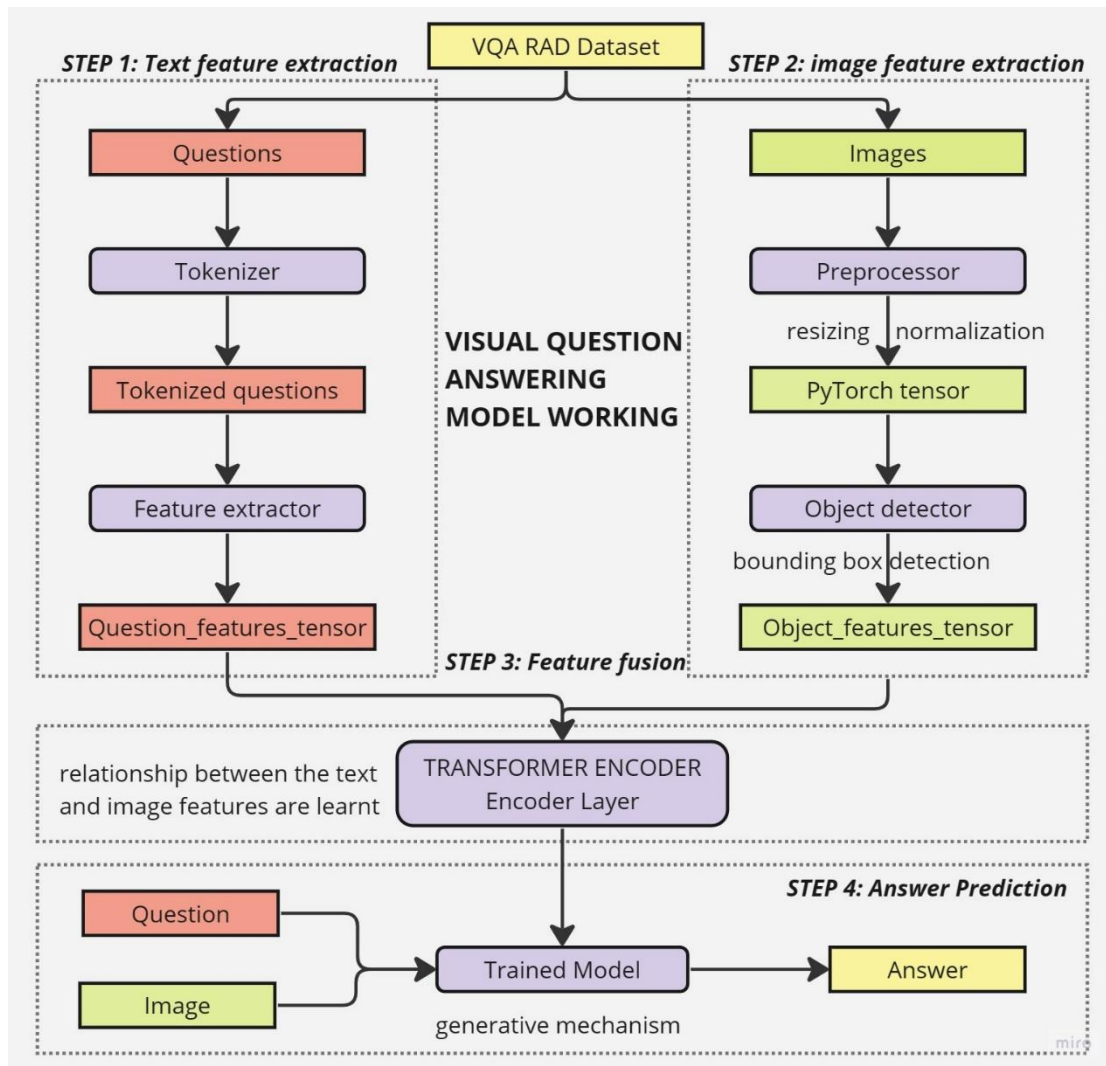 VQA RAD Dataset
STEP 1: Text feature extraction
STEP 2: image feature extraction
Questions
Images
Tokenizer
Preprocessor
resizing normalization
VISUAL QUESTION
ANSWERING
MODEL WORKING
Tokenized questions
PyTorch tensor
Feature extractor
Object detector
bounding box detection
Question_features_tensor
Object_features_tensor
STEP 3: Feature fusion
relationship between the text
and image features are learnt
TRANSFORMER ENCODER
Encoder Layer
STEP 4: Answer Prediction
Question
Image
Trained Model
Answer
generative mechanism
miro